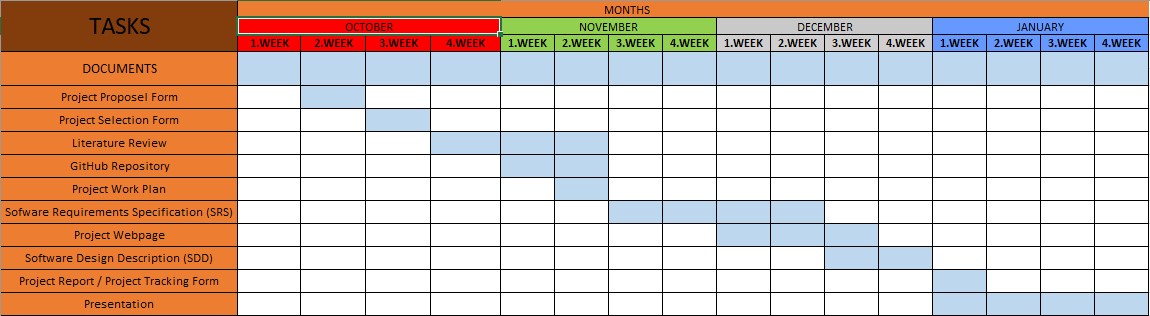 TASKS
MONTHS
OCTOBER NOVEMBER DECEMBER JANUARY
1.WEEK 2.WEEK 3.WEEK 4.WEEK 1.WEEK 2.WEEK 3.WEEK 4.WEEK 1.WEEK 2.WEEK 3.WEEK 4.WEEK 1.WEEK 2.WEEK 3.WEEK 4.WEEK
DOCUMENTS
Project Proposel Form
Project Selection Form
Literature Review
GitHub Repository
Project Work Plan
Sofware Requirements Specification (SRS)
Project Webpage
Software Design Description (SDD)
Project Report / Project Tracking Form
Presentation